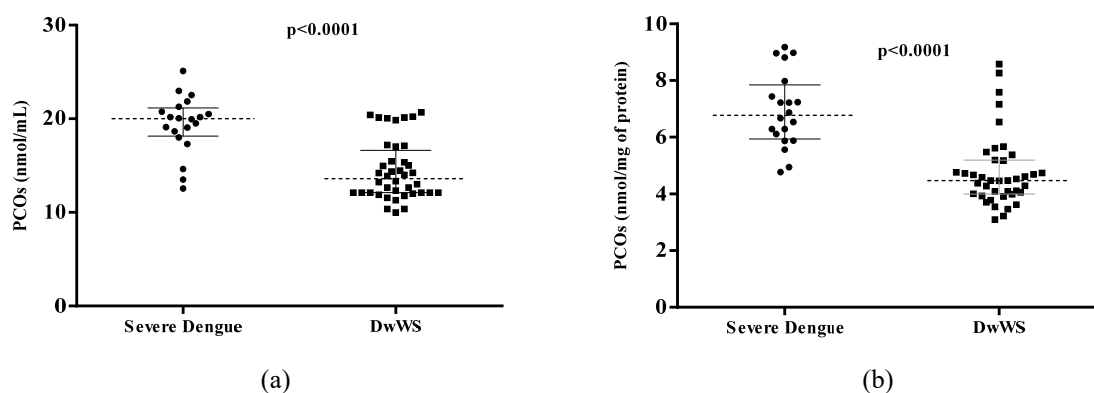 30
20
10
0
PCOs (nmol/mL)
p<0.0001
Severe Dengue
DwWS
(a)
10
8
6
4
2
0
PCOs (nmol/mg of protein)
p<0.0001
Severe Dengue
DwWS
(b)